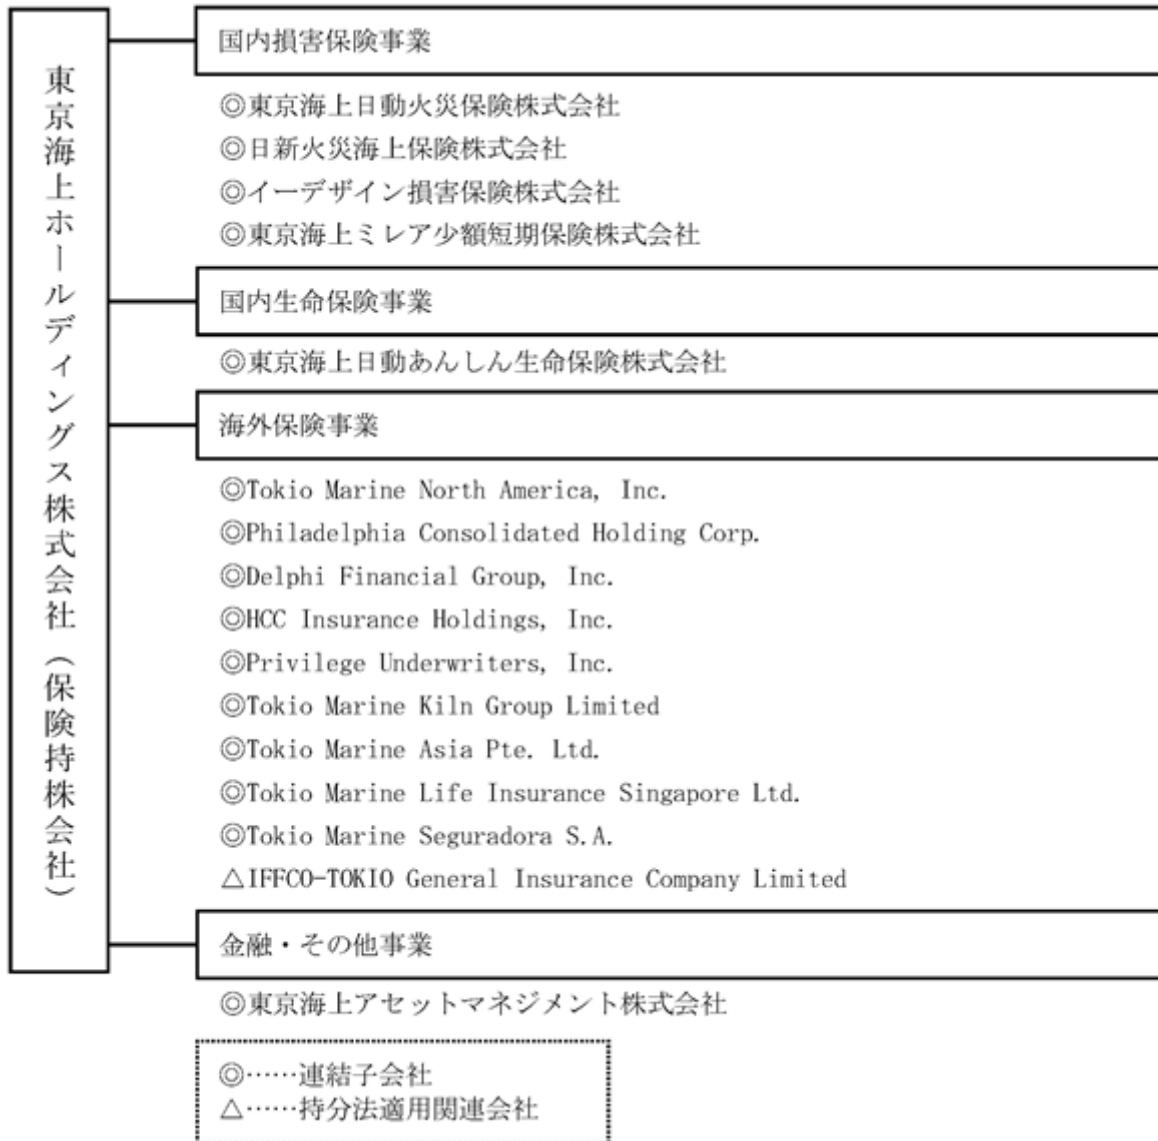 東京海上ホールディングス株式会社（保険持株会社）
国内損害保険事業
◎東京海上日動火災保険株式会社
◎日新火災海上保険株式会社
◎イーデザイン損害保険株式会社
◎東京海上ミレア少額短期保険株式会社
国内生命保険事業
◎東京海上日動あんしん生命保険株式会社
海外保険事業
◎Tokio Marine North America, Inc.
◎Philadelphia Consolidated Holding Corp.
◎Delphi Financial Group, Inc.
◎HCC Insurance Holdings, Inc.
◎Privilege Underwriters, Inc.
◎Tokio Marine Kiln Group Limited
◎Tokio Marine Asia Pte. Ltd.
◎Tokio Marine Life Insurance Singapore Ltd.
◎Tokio Marine Seguradora S.A.
△IFFCO-TOKIO General Insurance Company Limited
金融・その他事業
◎東京海上アセットマネジメント株式会社
◎……連結子会社
△……持分法適用関連会社